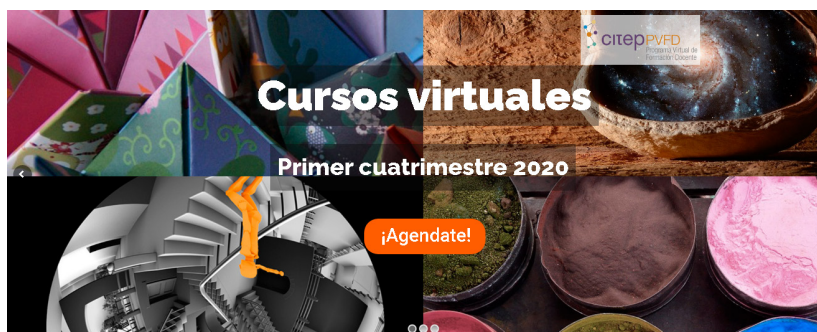 citep PVFD
Programa Virtual de
Formación Docente
Cursos virtuales
Primer cuatrimestre 2020
¡Agendate!